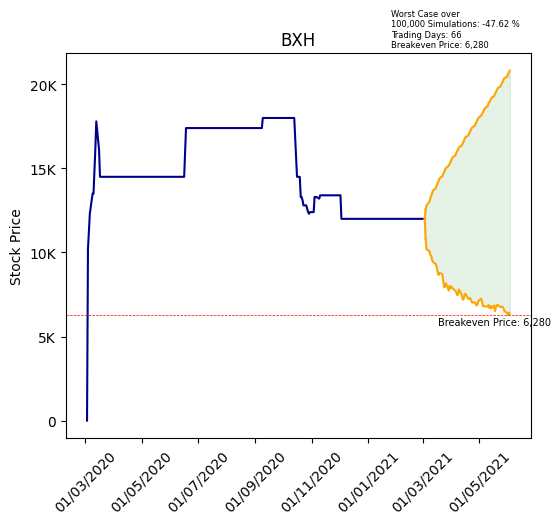 Worst Case over
100,000 Simulations: -47.62 %
Trading Days: 66
Breakeven Price: 6,280
BXH
Stock Price
20K
15K
10K
5K
0
Breakeven Price: 6,280
01/03/2020
01/05/2020
01/07/2020
01/09/2020
01/11/2020
01/01/2021
01/03/2021
01/05/2021